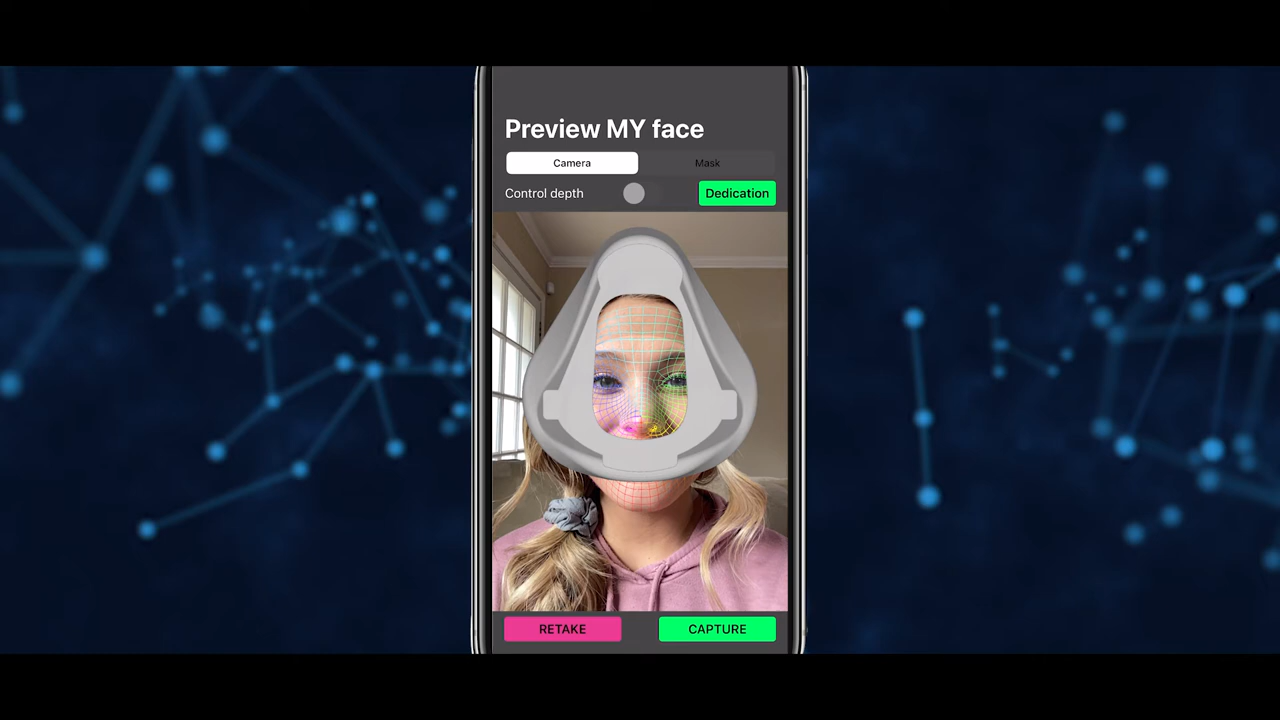 Preview MY face
Camera
Mask
Control depth
Dedication
RETAKE
CAPTURE